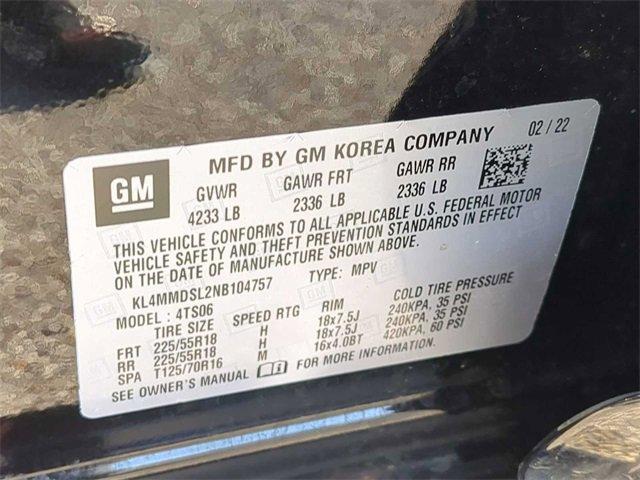 GM
MFD BY GM KOREA COMPANY 02 / 22
GVWR GAWR FRT GAWR RR
4233 LB 2336 LB 2336 LB
THIS VEHICLE CONFORMS TO ALL APPLICABLE U.S. FEDERAL MOTOR
VEHICLE SAFETY AND THEFT PREVENTION STANDARDS IN EFFECT
ON THE DATE OF MANUFACTURE SHOWN ABOVE.
KL4MMDSL2NB104757 TYPE: MPV
MODEL : 4TS06
TIRE SIZE SPEED RTG RIM COLD TIRE PRESSURE
FRT 225/55R18 H 18x7.5J 240KPA, 35 PSI
RR 225/55R18 H 18x7.5J 240KPA, 35 PSI
SPA T125/70R16 M 16x4.0BT 420KPA, 60 PSI
SEE OWNER'S MANUAL FOR MORE INFORMATION.